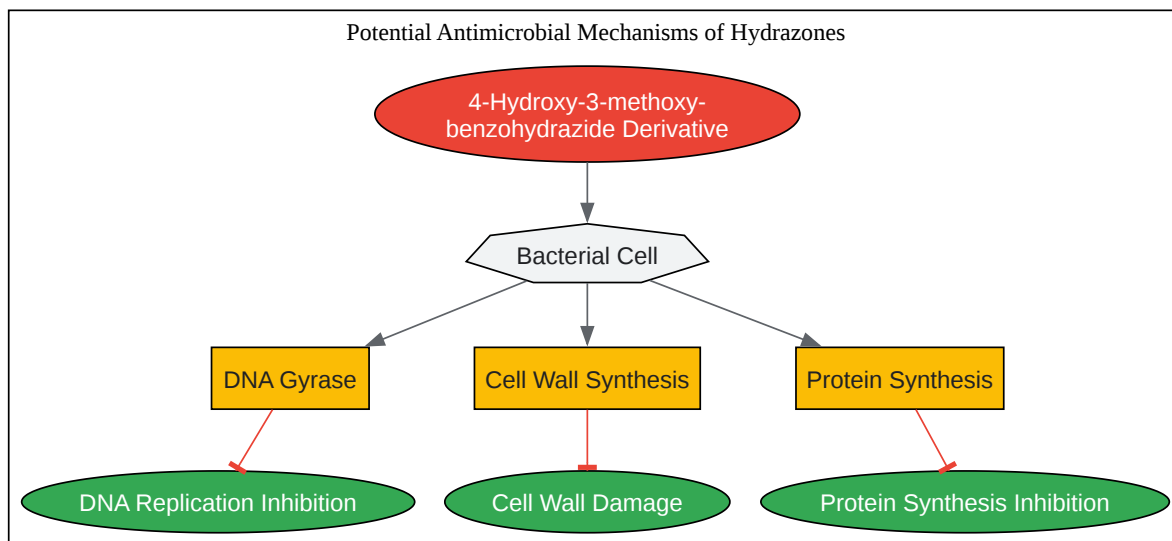 Potential Antimicrobial Mechanisms of Hydrazones
4-Hydroxy-3-methoxy-
benzohydrazide Derivative
Bacterial Cell
DNA Gyrase
Cell Wall Synthesis
Protein Synthesis
DNA Replication Inhibition
Cell Wall Damage
Protein Synthesis Inhibition